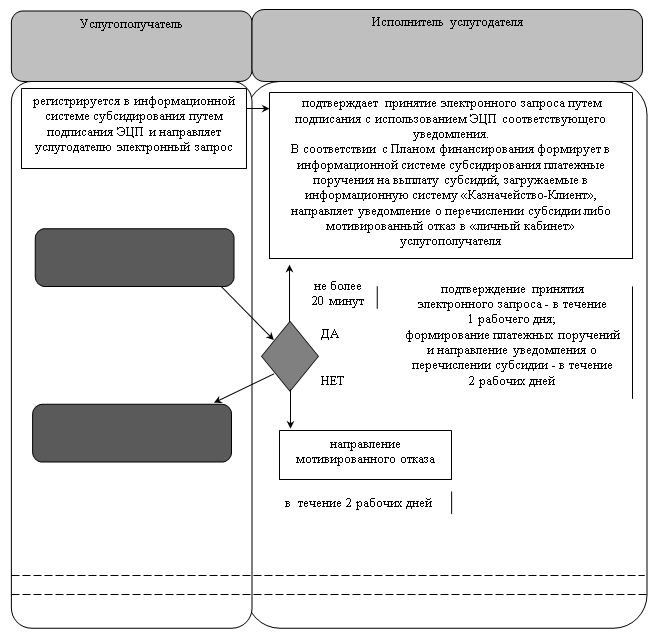 Услугополучатель
Исполнитель услугодателя
регистрируется в информационной
системе субсидирования путем
подписания ЭЦП и направляет
услугодателю электронный запрос
подтверждает принятие электронного запроса путем
подписания с использованием ЭЦП соответствующего
уведомления.
В соответствии с Планом финансирования формирует в
информационной системе субсидирования платежные
поручения на выплату субсидий, загружаемые в
информационную систему «Казначейство-Клиент»,
направляет уведомление о перечислении субсидии либо
мотивированный отказ в «личный кабинет»
услугополучателя
не более
20 минут
подтверждение принятия
электронного запроса - в течение
1 рабочего дня;
формирование платежных поручений
и направление уведомления о
перечислении субсидии - в течение
2 рабочих дней
ДА
НЕТ
направление
мотивированного отказа
в течение 2 рабочих дней